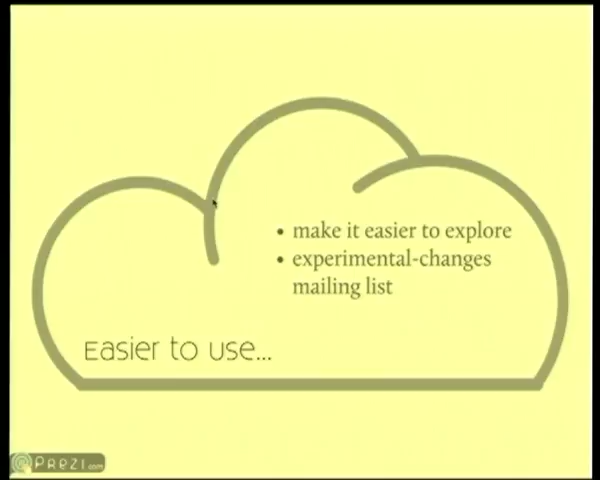 • make it easier to explore
• experimental-changes
mailing list
Easier to use...
Prezi.com